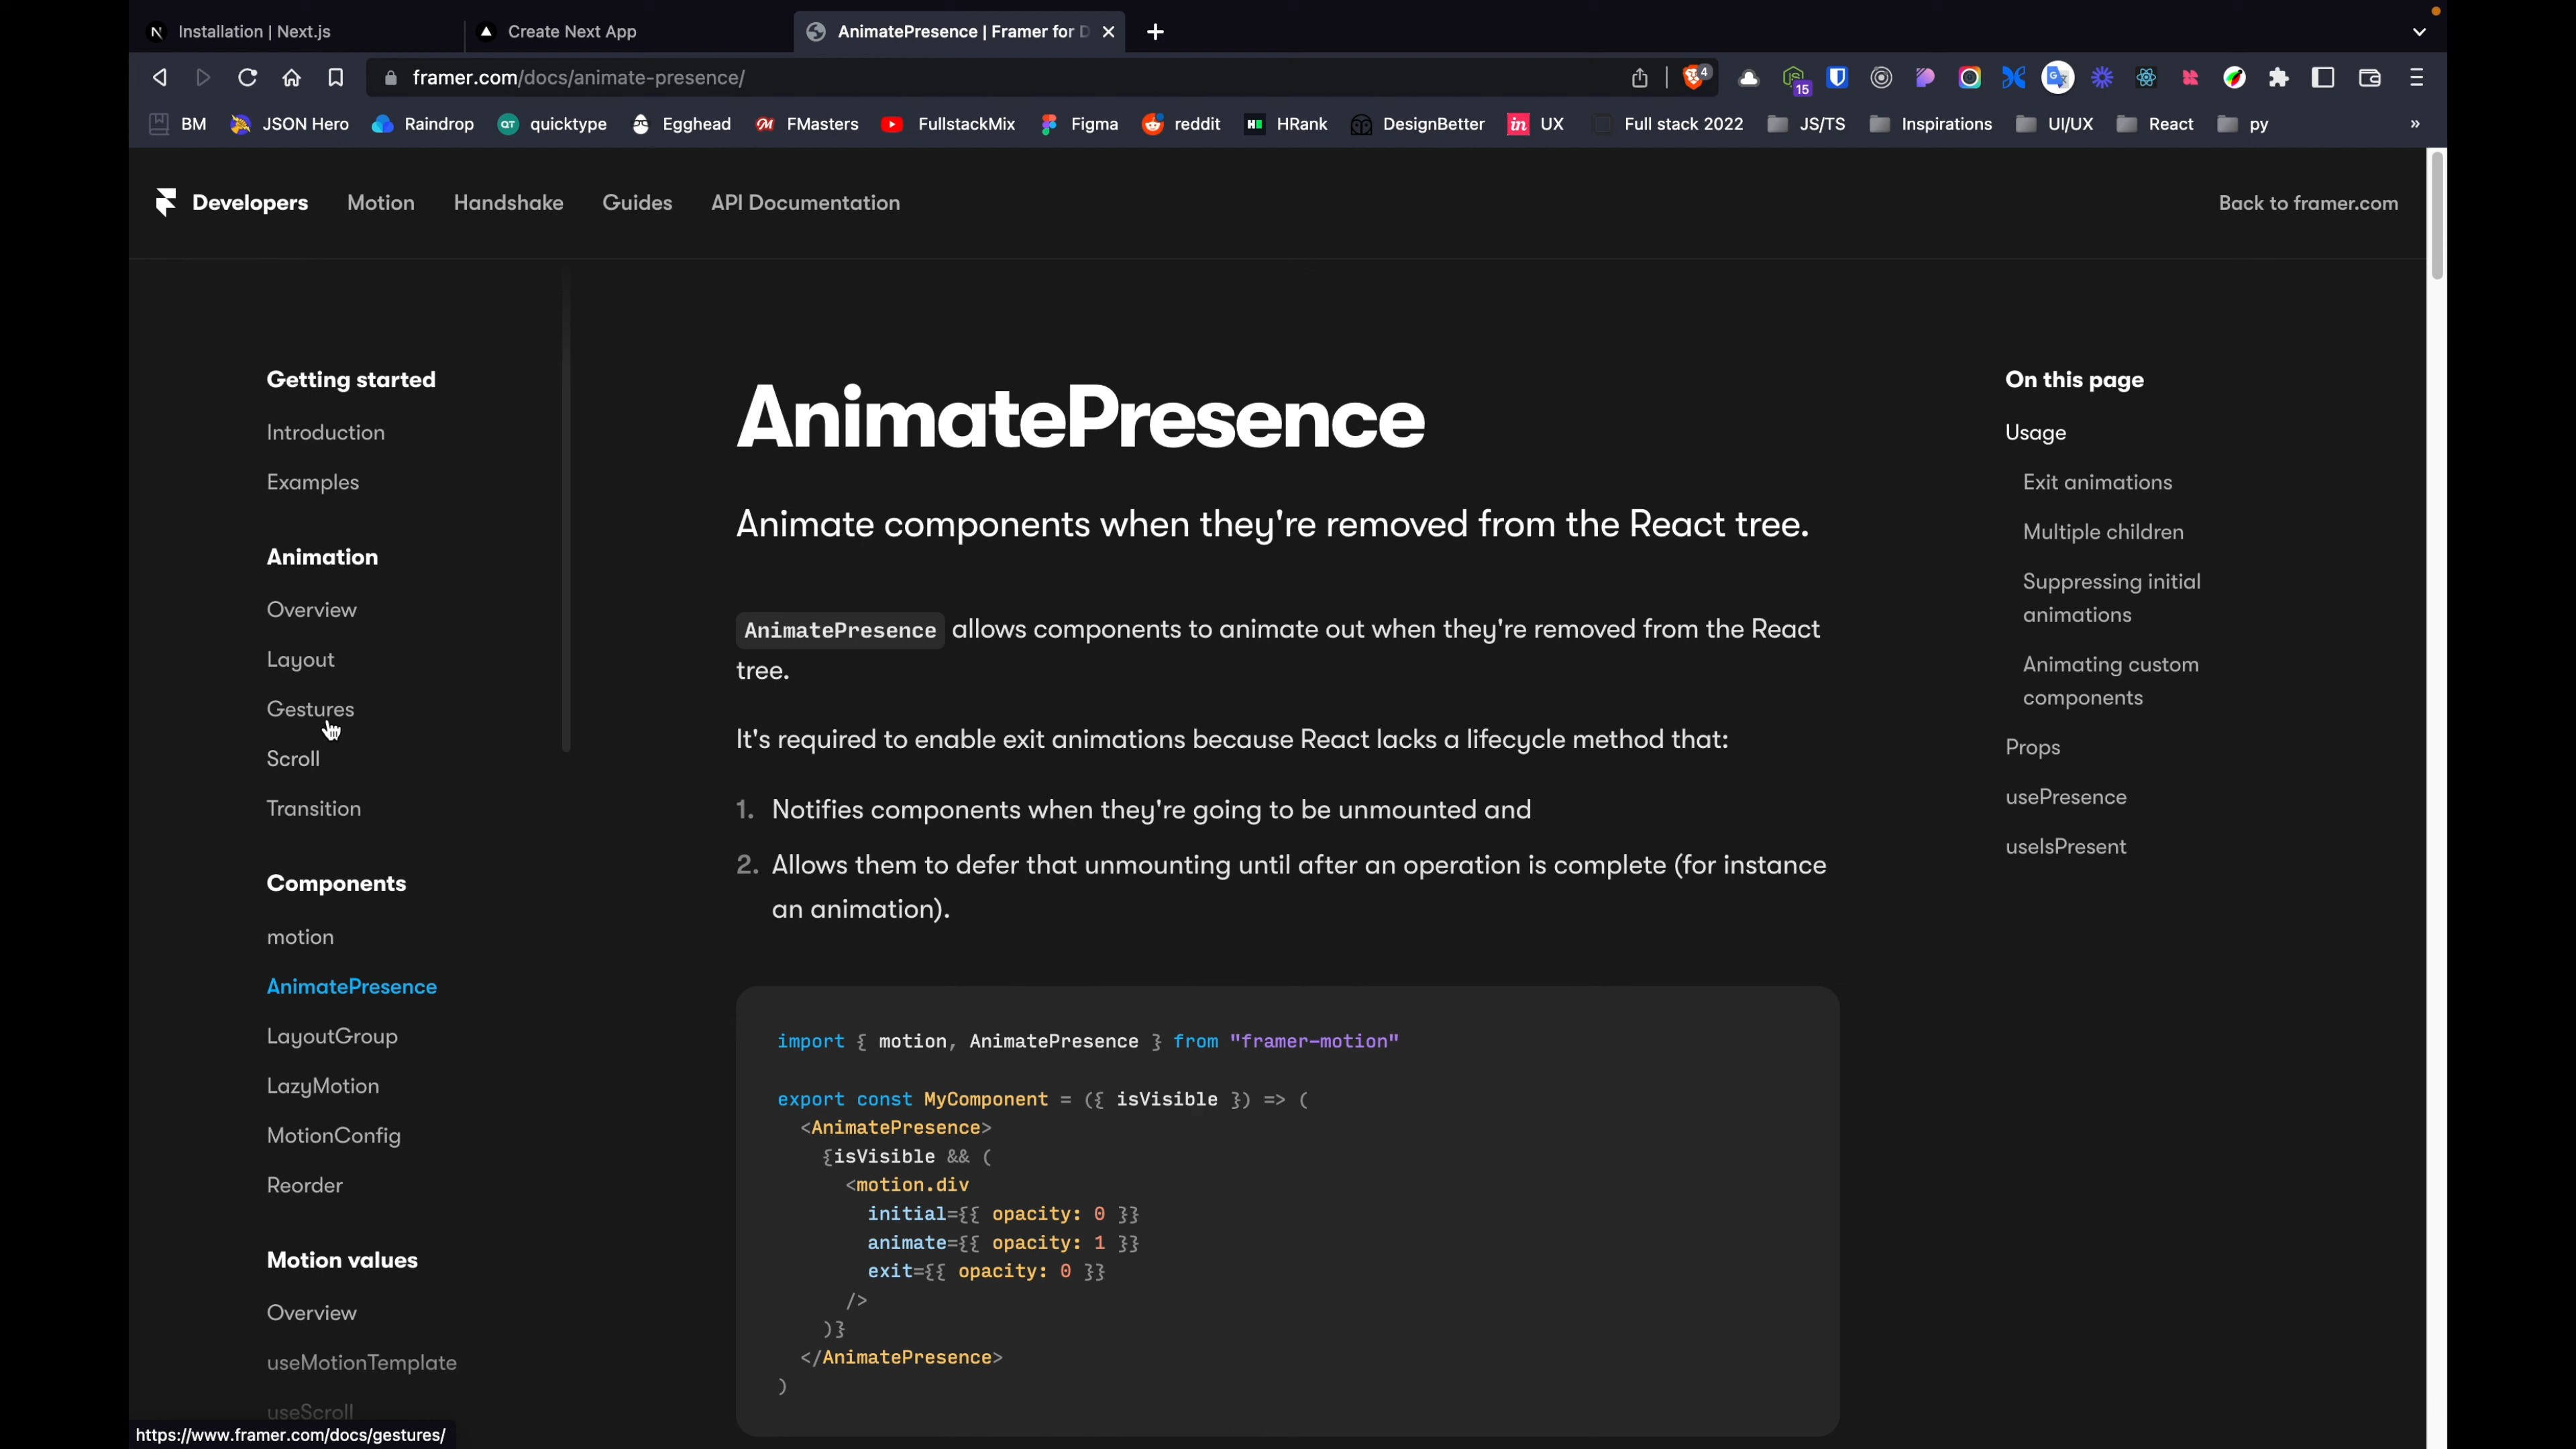 Installation | Next.js
Create Next App
AnimatePresence | Framer for D
framer.com/docs/animate-presence/
4
15
BM
JSON Hero
Raindrop
QT
quicktype
Egghead
FMasters
FullstackMix
Figma
reddit
HRank
DesignBetter
in
UX
Full stack 2022
JS/TS
Inspirations
UI/UX
React
py
»
Developers
Motion
Handshake
Guides
API Documentation
Back to framer.com
Getting started
Introduction
Examples
Animation
Overview
Layout
Gestures
Scroll
Transition
Components
motion
AnimatePresence
LayoutGroup
LazyMotion
MotionConfig
Reorder
Motion values
Overview
useMotionTemplate
useScroll
https://www.framer.com/docs/gestures/
AnimatePresence
Animate components when they're removed from the React tree.
AnimatePresence allows components to animate out when they're removed from the React
tree.
It's required to enable exit animations because React lacks a lifecycle method that:
1. Notifies components when they're going to be unmounted and
2. Allows them to defer that unmounting until after an operation is complete (for instance
an animation).
import { motion, AnimatePresence } from "framer-motion"
export const MyComponent = ({ isVisible }) => (
<AnimatePresence>
{isVisible && (
<motion.div
initial={{ opacity: 0 }}
animate={{ opacity: 1 }}
exit={{ opacity: 0 }}
/>
)}
</AnimatePresence>
)
On this page
Usage
Exit animations
Multiple children
Suppressing initial
animations
Animating custom
components
Props
usePresence
useIsPresent